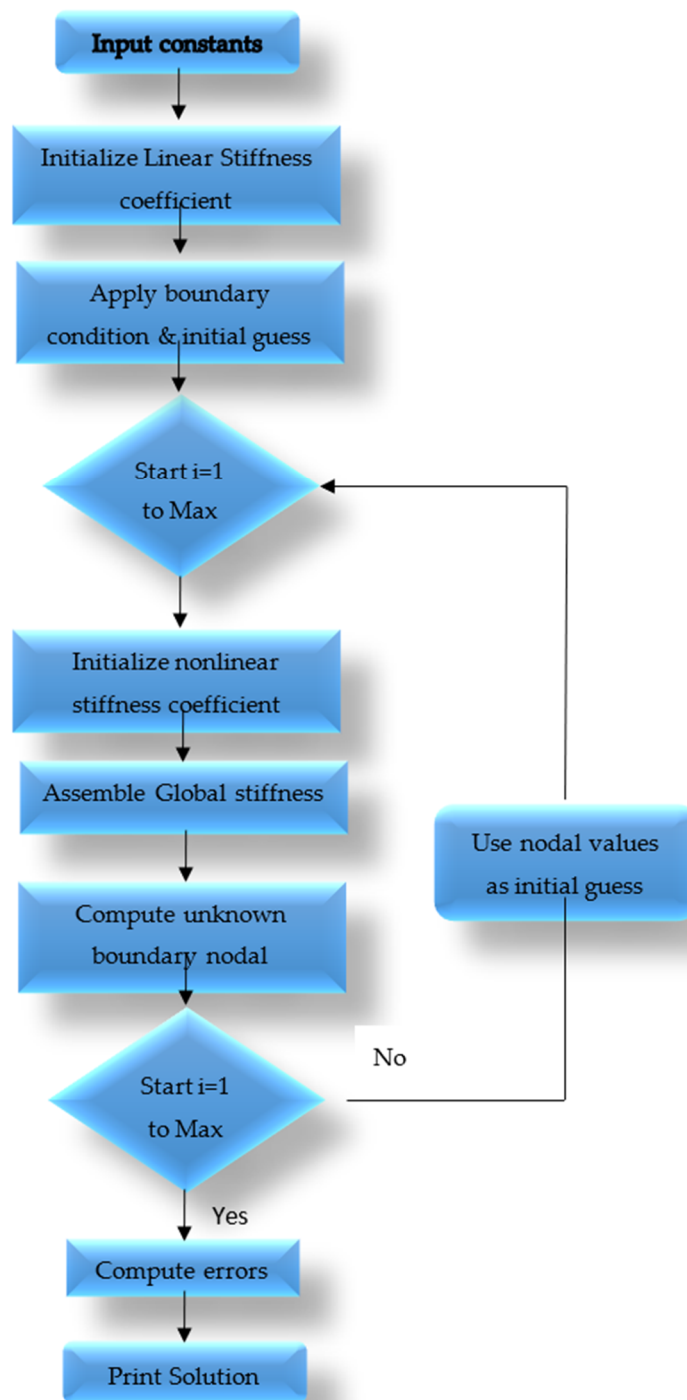 Input constants
Initialize Linear Stiffness
coefficient
Apply boundary
condition & initial guess
Start i=1
to Max
Initialize nonlinear
stiffness coefficient
Assemble Global stiffness
Use nodal values
as initial guess
Compute unknown
boundary nodal
No
Start i=1
to Max
Yes
Compute errors
Print Solution